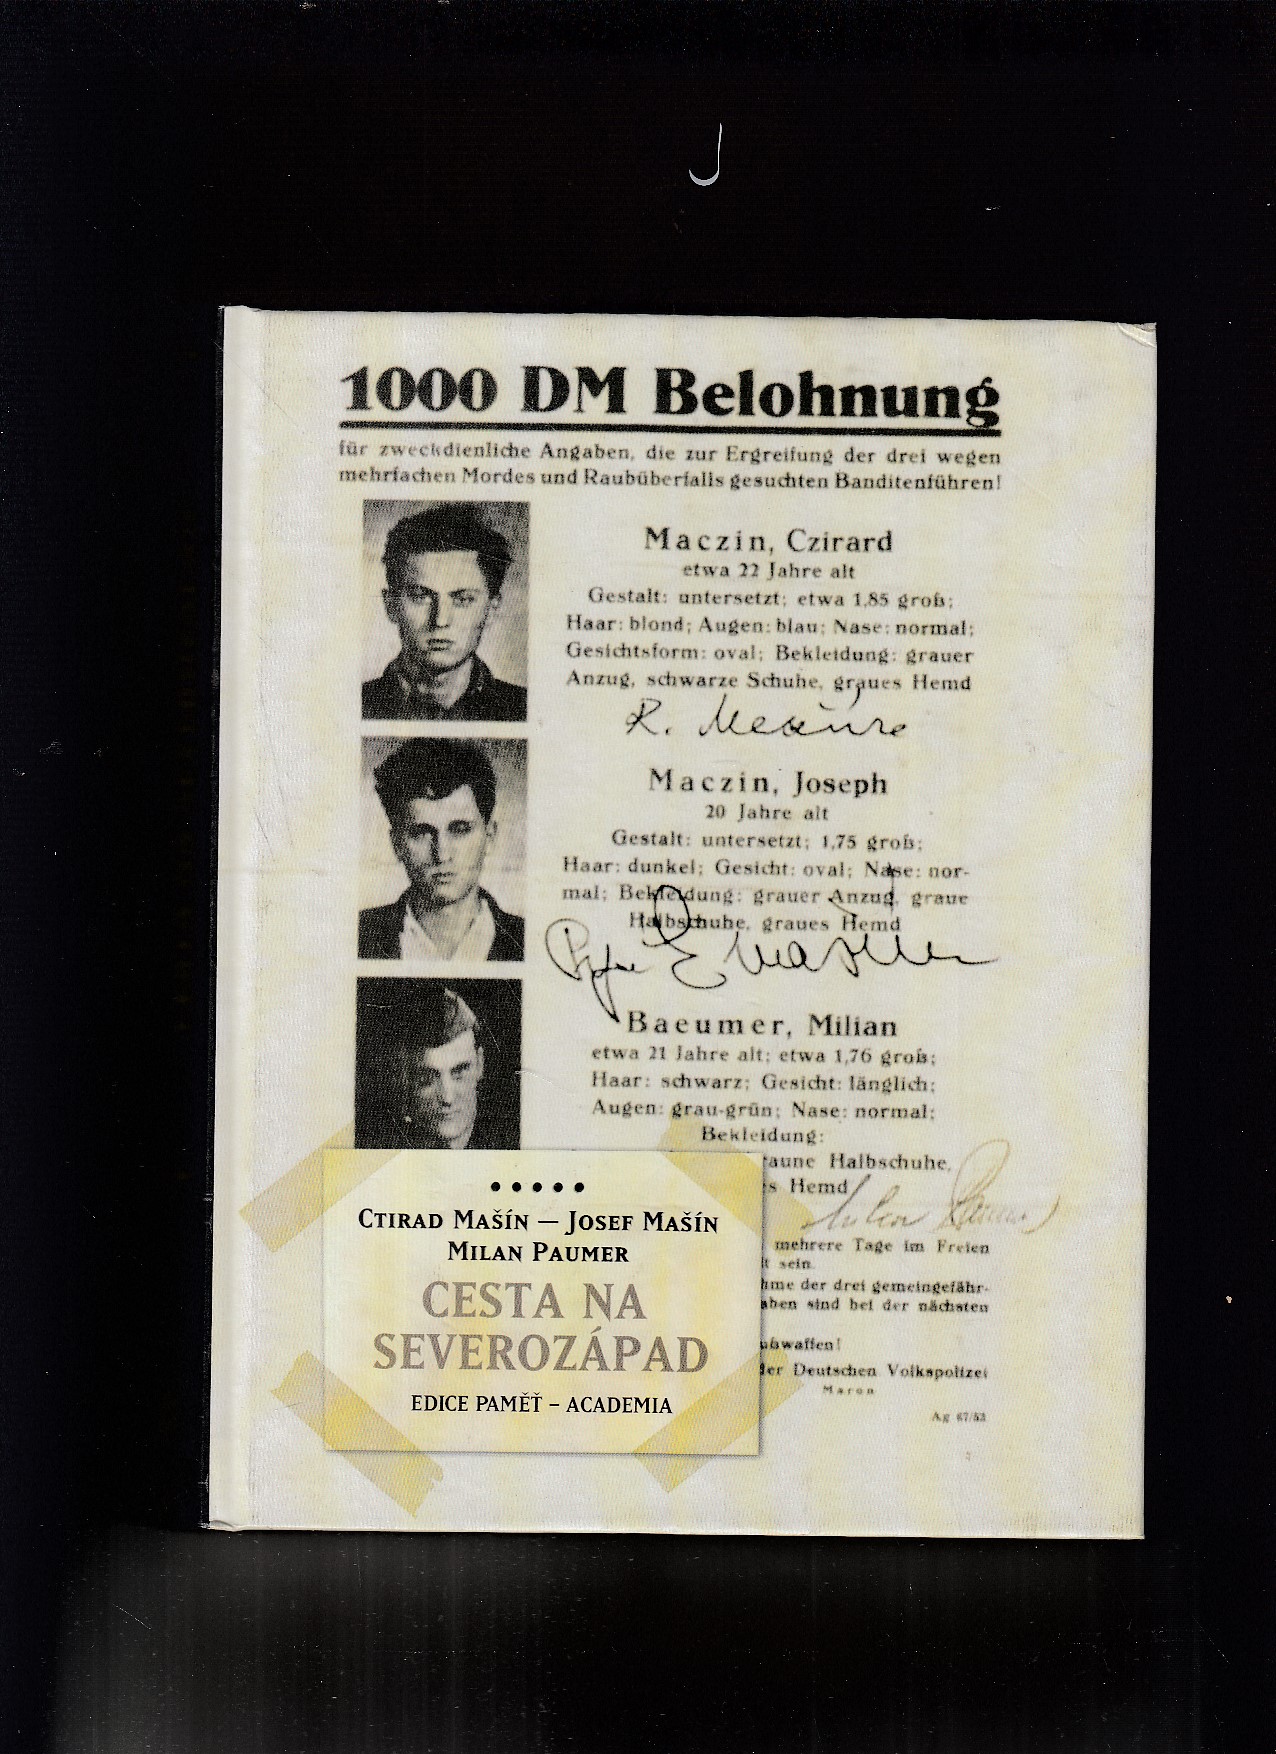 1000 DM Belohnung
für zweckdienliche Angaben, die zur Ergreifung der drei wegen
mehrfachen Mordes und Raubüberfalls gesuchten Banditenführen!
Maczin, Czirard
etwa 22 Jahre alt
Gestalt: untersetzt; etwa 1,85 groß;
Haar: blond; Augen: blau; Nase: normal;
Gesichtsform: oval; Bekleidung: grauer
Anzug, schwarze Schuhe, graues Hemd
Maczin, Joseph
20 Jahre alt
Gestalt: untersetzt; 1,75 groß;
Haar: dunkel; Gesicht: oval; Nase: nor-
mal; Bekleidung: grauer Anzug, graue
Halbschuhe, graues Hemd
Baeumer, Milian
etwa 21 Jahre alt; etwa 1,76 groß;
Haar: schwarz; Gesicht: länglich;
Augen: grau-grün; Nase: normal;
Bekleidung:
aune Halbschuhe,
s Hemd
Milan Paumer
mehrere Tage im Freien
t sein.
hme der drei gemeingefähr-
aben sind bei der nächsten
ußwaffen!
der Deutschen Volkspolizei
Maron
Ag 67/53
CTIRAD MAŠÍN — JOSEF MAŠÍN
MILAN PAUMER
CESTA NA
SEVEROZÁPAD
EDICE PAMĚŤ – ACADEMIA